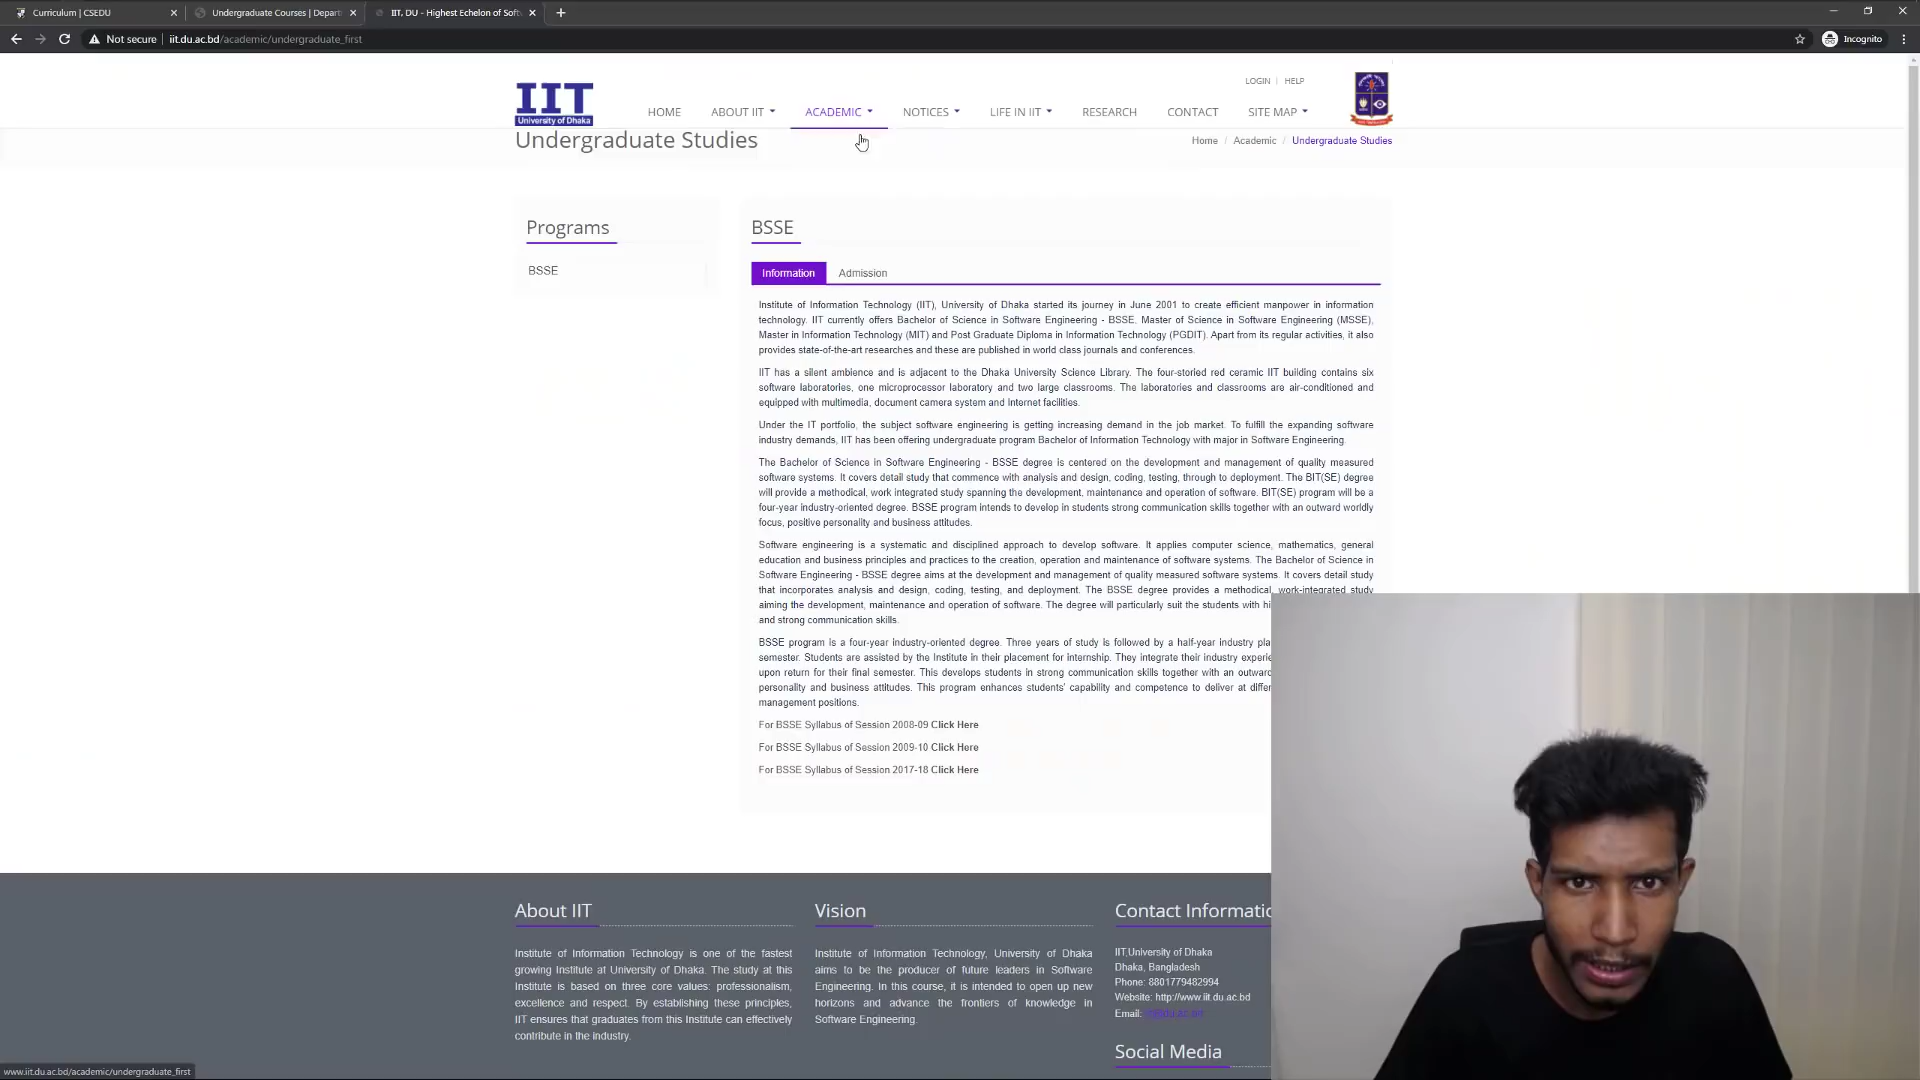 Curriculum | CSEDU
Undergraduate Courses | Depart
IIT, DU - Highest Echelon of Soft
Not secure
iit.du.ac.bd/academic/undergraduate_first
Incognito
LOGIN | HELP
IIT
University of Dhaka
HOME
ABOUT IIT
ACADEMIC
NOTICES
LIFE IN IIT
RESEARCH
CONTACT
SITE MAP
Undergraduate Studies
Home / Academic / Undergraduate Studies
Programs
BSSE
BSSE
Information
Admission
Institute of Information Technology (IIT), University of Dhaka started its journey in June 2001 to create efficient manpower in information
technology. IIT currently offers Bachelor of Science in Software Engineering - BSSE, Master of Science in Software Engineering (MSSE),
Master in Information Technology (MIT) and Post Graduate Diploma in Information Technology (PGDIT). Apart from its regular activities, it also
provides state-of-the-art researches and these are published in world class journals and conferences.
IIT has a silent ambience and is adjacent to the Dhaka University Science Library. The four-storied red ceramic IIT building contains six
software laboratories, one microprocessor laboratory and two large classrooms. The laboratories and classrooms are air-conditioned and
equipped with multimedia, document camera system and Internet facilities.
Under the IT portfolio, the subject software engineering is getting increasing demand in the job market. To fulfill the expanding software
industry demands, IIT has been offering undergraduate program Bachelor of Information Technology with major in Software Engineering.
The Bachelor of Science in Software Engineering - BSSE degree is centered on the development and management of quality measured
software systems. It covers detail study that commence with analysis and design, coding, testing, through to deployment. The BIT(SE) degree
will provide a methodical, work integrated study spanning the development, maintenance and operation of software. BIT(SE) program will be a
four-year industry-oriented degree. BSSE program intends to develop in students strong communication skills together with an outward worldly
focus, positive personality and business attitudes.
Software engineering is a systematic and disciplined approach to develop software. It applies computer science, mathematics, general
education and business principles and practices to the creation, operation and maintenance of software systems. The Bachelor of Science in
Software Engineering - BSSE degree aims at the development and management of quality measured software systems. It covers detail study
that incorporates analysis and design, coding, testing, and deployment. The BSSE degree provides a methodical, work-integrated study
aiming the development, maintenance and operation of software. The degree will particularly suit the students with
and strong communication skills.
BSSE program is a four-year industry-oriented degree. Three years of study is followed by a half-year industry
semester. Students are assisted by the Institute in their placement for internship. They integrate their industry
upon return for their final semester. This develops students in strong communication skills together with an
personality and business attitudes. This program enhances students' capability and competence to deliver at
management positions.
For BSSE Syllabus of Session 2008-09 Click Here
For BSSE Syllabus of Session 2009-10 Click Here
For BSSE Syllabus of Session 2017-18 Click Here
About IIT
Institute of Information Technology is one of the fastest
growing Institute at University of Dhaka. The study at this
Institute is based on three core values: professionalism,
excellence and respect. By establishing these principles,
IIT ensures that graduates from this Institute can effectively
contribute in the industry.
Vision
Institute of Information Technology, University of Dhaka
aims to be the producer of future leaders in Software
Engineering. In this course, it is intended to open up new
horizons and advance the frontiers of knowledge in
Software Engineering.
Contact Informatic
IIT,University of Dhaka
Dhaka, Bangladesh
Phone: 8801779482994
Website: http://www.iit.du.ac.bd
Email:
Social Media
www.iit.du.ac.bd/academic/undergraduate_first